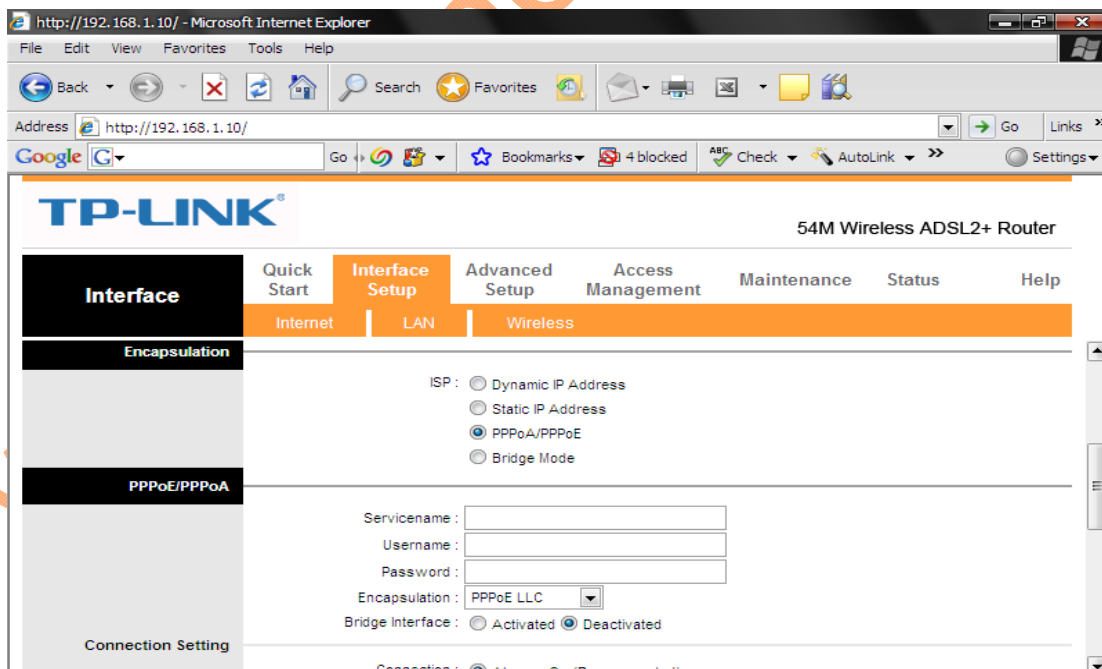 http://192.168.1.10/ - Microsoft Internet Explorer
File Edit View Favorites Tools Help
Back Search Favorites
Address http://192.168.1.10/ Go Links »
Google G Go Bookmarks 4 blocked ABC Check AutoLink » Settings
TP-LINK®
54M Wireless ADSL2+ Router
Interface
Quick Start Interface Setup Advanced Setup Access Management Maintenance Status Help
Internet LAN Wireless
Encapsulation
ISP : Dynamic IP Address
Static IP Address
PPPoA/PPPoE
Bridge Mode
PPPoE/PPPoA
Servicename :
Username :
Password :
Encapsulation : PPPoE LLC
Bridge Interface : Activated Deactivated
Connection Setting
Connection :